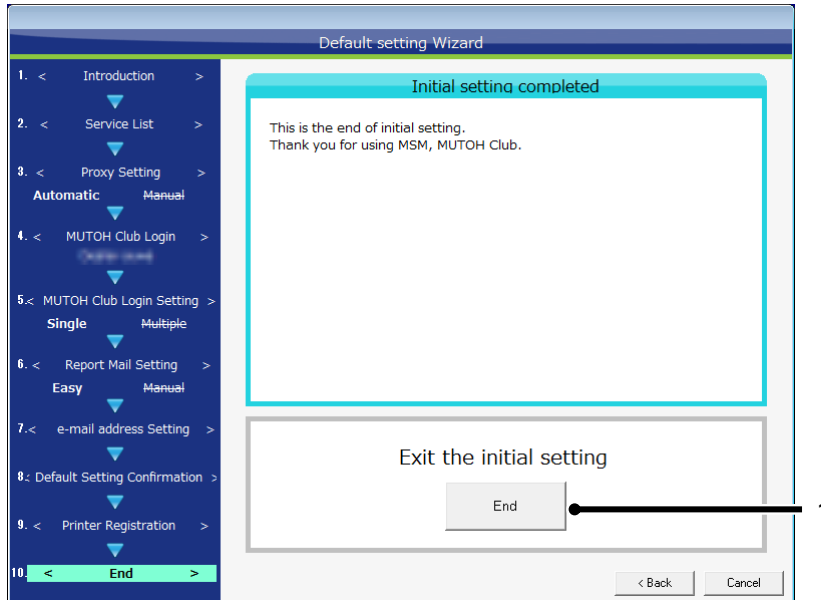 Default setting Wizard
1. < Introduction >
2. < Service List >
3. < Proxy Setting >
Automatic Manual
4. < MUTOH Club Login >
5.< MUTOH Club Login Setting >
Single Multiple
6. < Report Mail Setting >
Easy Manual
7.< e-mail address Setting >
8.< Default Setting Confirmation >
9. < Printer Registration >
10. < End >
Initial setting completed
This is the end of initial setting.
Thank you for using MSM, MUTOH Club.
Exit the initial setting
End
< Back Cancel